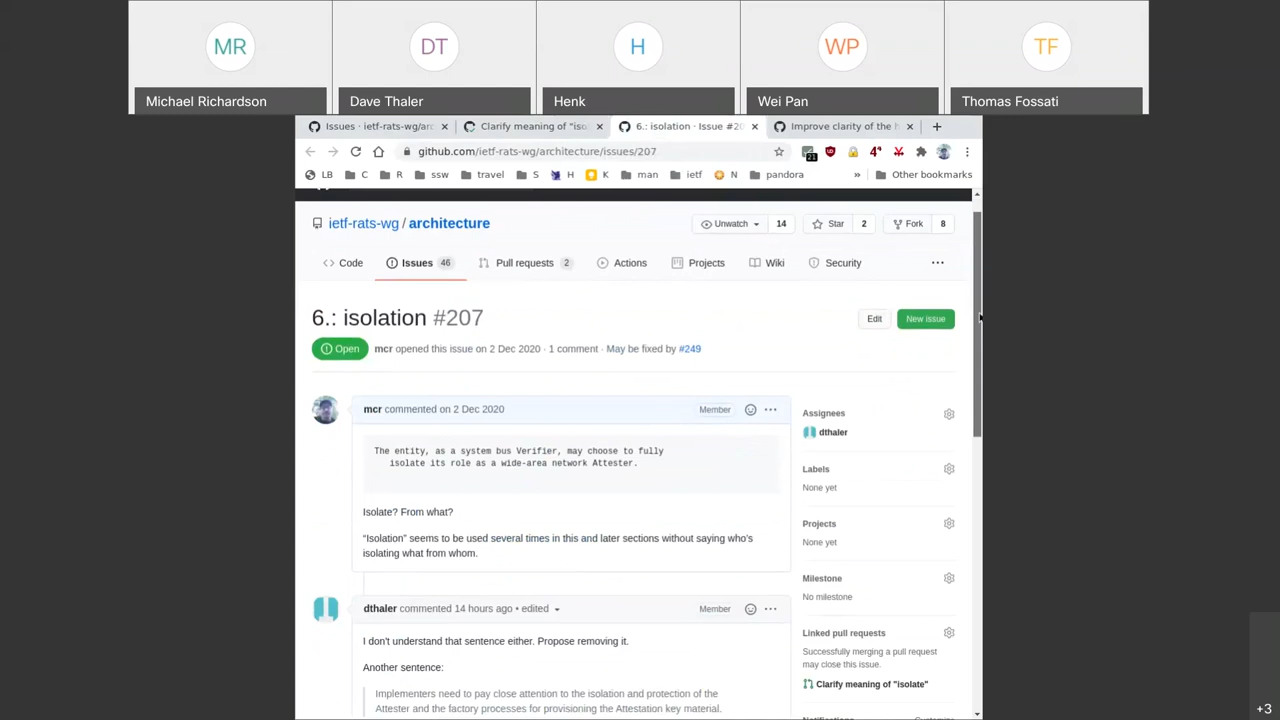 MR
DT
H
WP
TF
Michael Richardson
Dave Thaler
Henk
Wei Pan
Thomas Fossati
Issues · ietf-rats-wg/arc
Clarify meaning of "iso
6.: isolation · Issue #20
Improve clarity of the h
github.com/ietf-rats-wg/architecture/issues/207
21
4
LB
C
R
ssw
travel
S
H
K
man
ietf
N
pandora
»
Other bookmarks
ietf-rats-wg / architecture
Unwatch
14
Star
2
Fork
8
Code
Issues 46
Pull requests 2
Actions
Projects
Wiki
Security
6.: isolation #207
Edit
New issue
Open
mcr opened this issue on 2 Dec 2020 · 1 comment · May be fixed by #249
mcr commented on 2 Dec 2020
Member
The entity, as a system bus Verifier, may choose to fully
isolate its role as a wide-area network Attester.
Isolate? From what?
“Isolation” seems to be used several times in this and later sections without saying who’s
isolating what from whom.
dthaler commented 14 hours ago • edited
Member
I don't understand that sentence either. Propose removing it.
Another sentence:
Implementers need to pay close attention to the isolation and protection of the
Attester and the factory processes for provisioning the Attestation key material.
Assignees
dthaler
Labels
None yet
Projects
None yet
Milestone
No milestone
Linked pull requests
Successfully merging a pull request
may close this issue.
Clarify meaning of "isolate"
+3